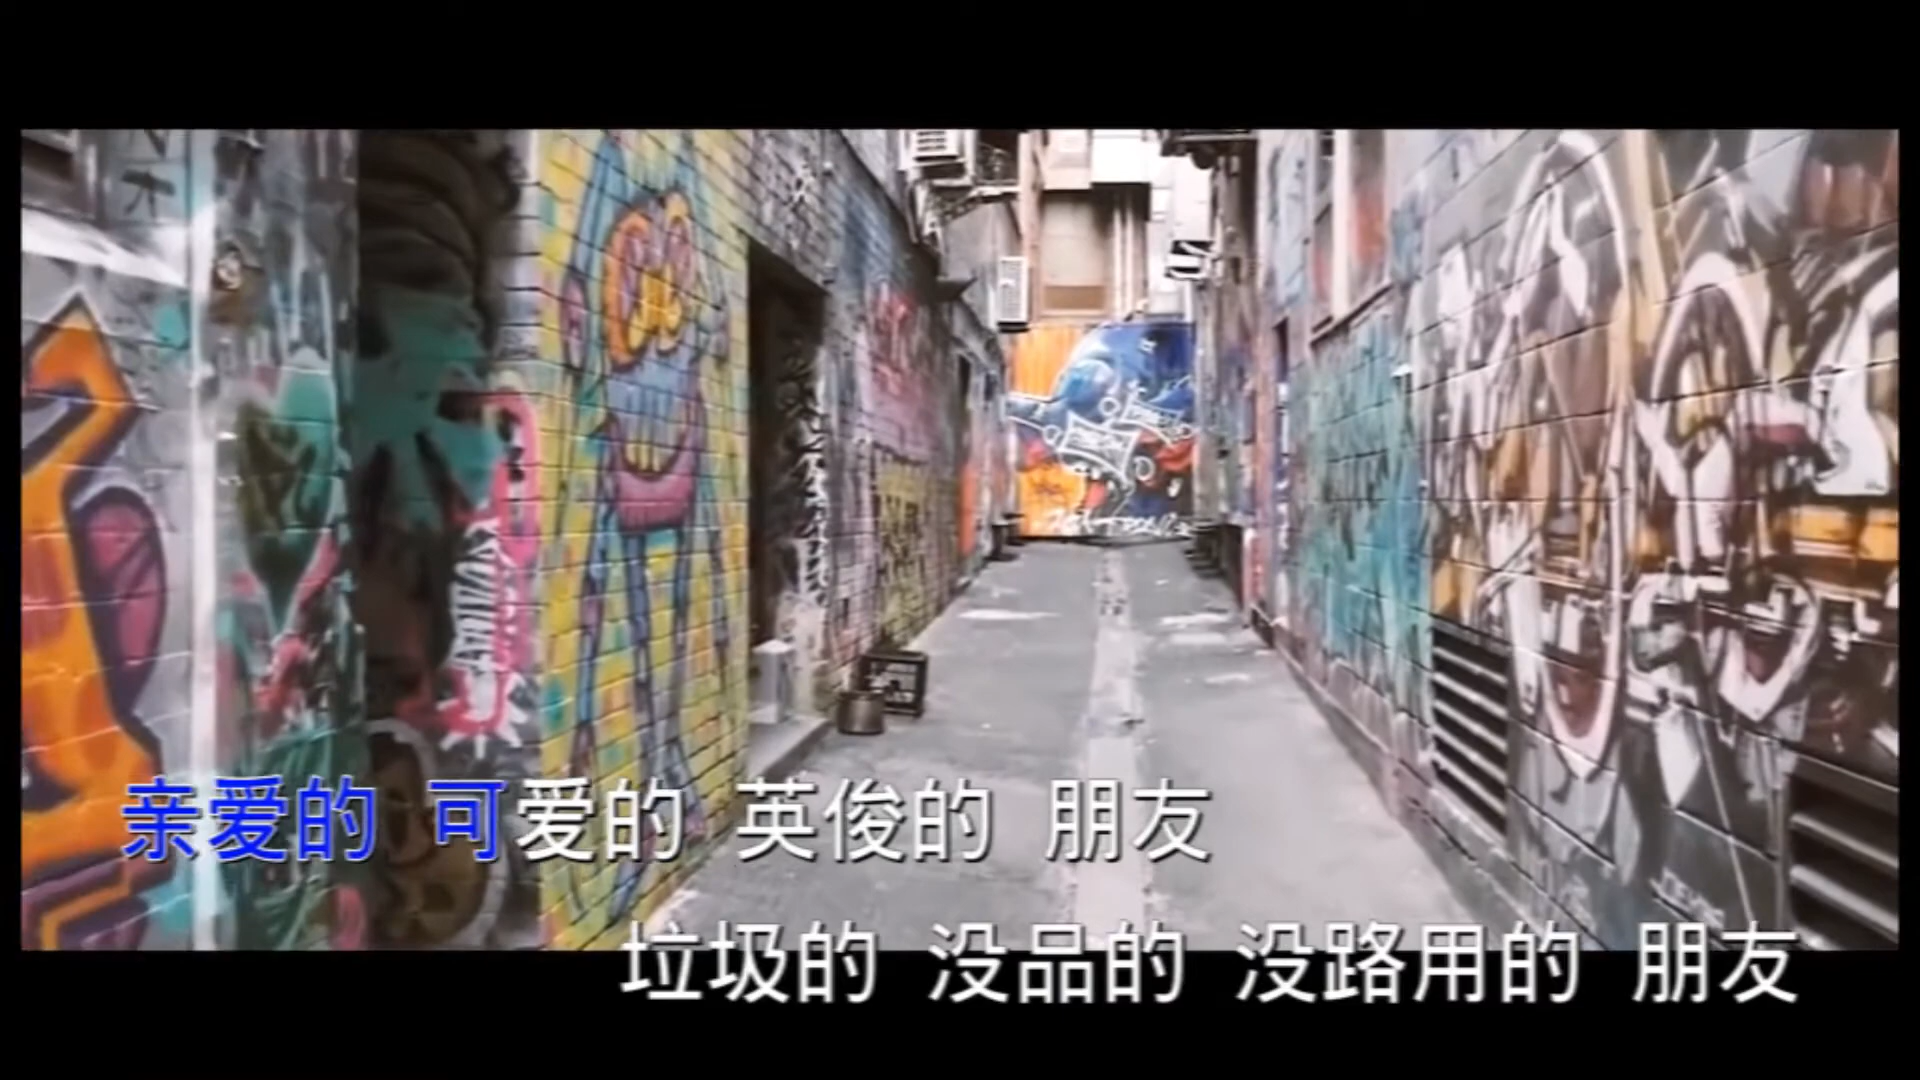 亲爱的 可爱的 英俊的 朋友
垃圾的 没品的 没路用的 朋友